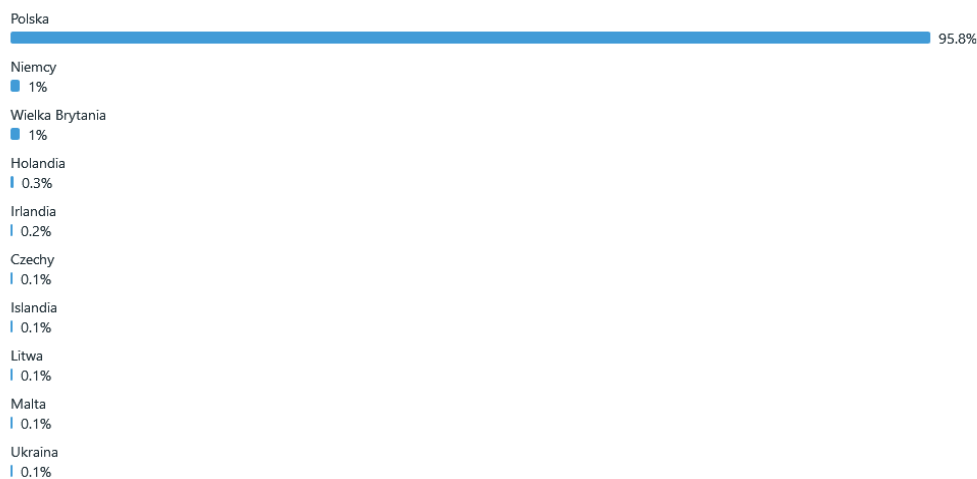 Polska
95.8%
Niemcy
1%
Wielka Brytania
1%
Holandia
0.3%
Irlandia
0.2%
Czechy
0.1%
Islandia
0.1%
Litwa
0.1%
Malta
0.1%
Ukraina
0.1%